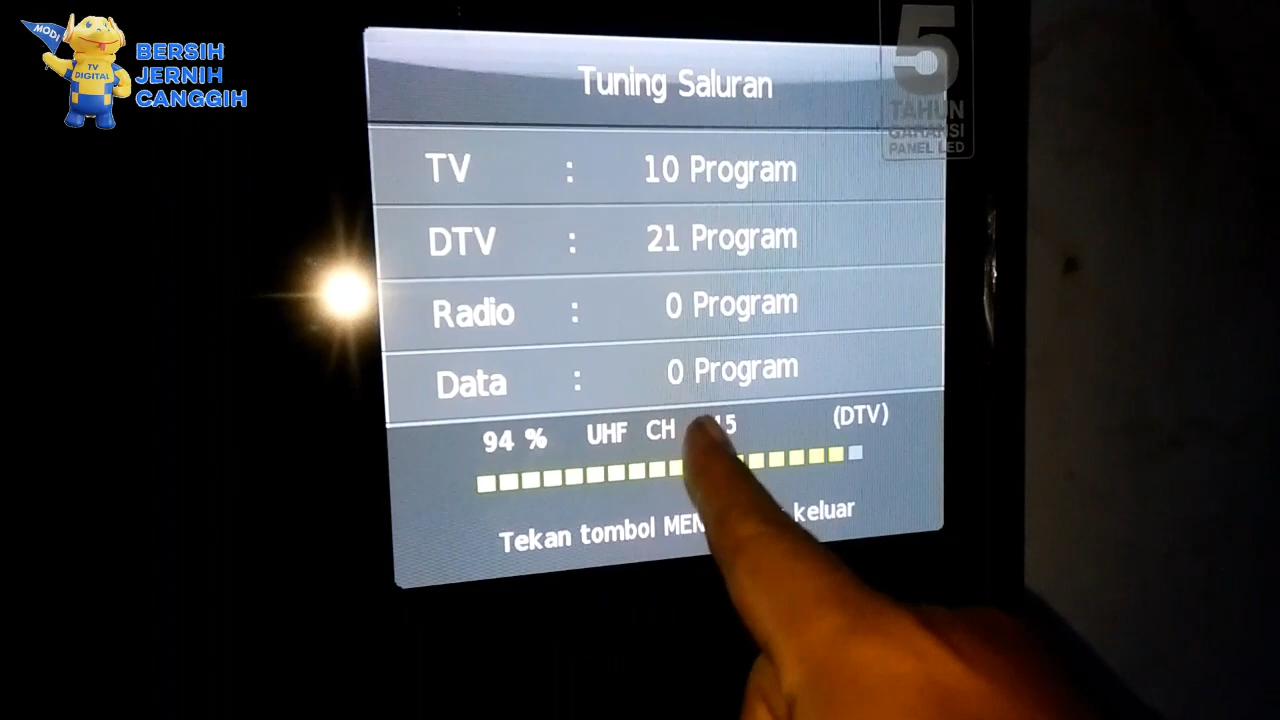 MODI
TV
DIGITAL
BERSIH
JERNIH
CANGGIH
5
TAHUN
GARANSI
PANEL LED
Tuning Saluran
TV : 10 Program
DTV : 21 Program
Radio : 0 Program
Data : 0 Program
94 % UHF CH 15 (DTV)
Tekan tombol keluar